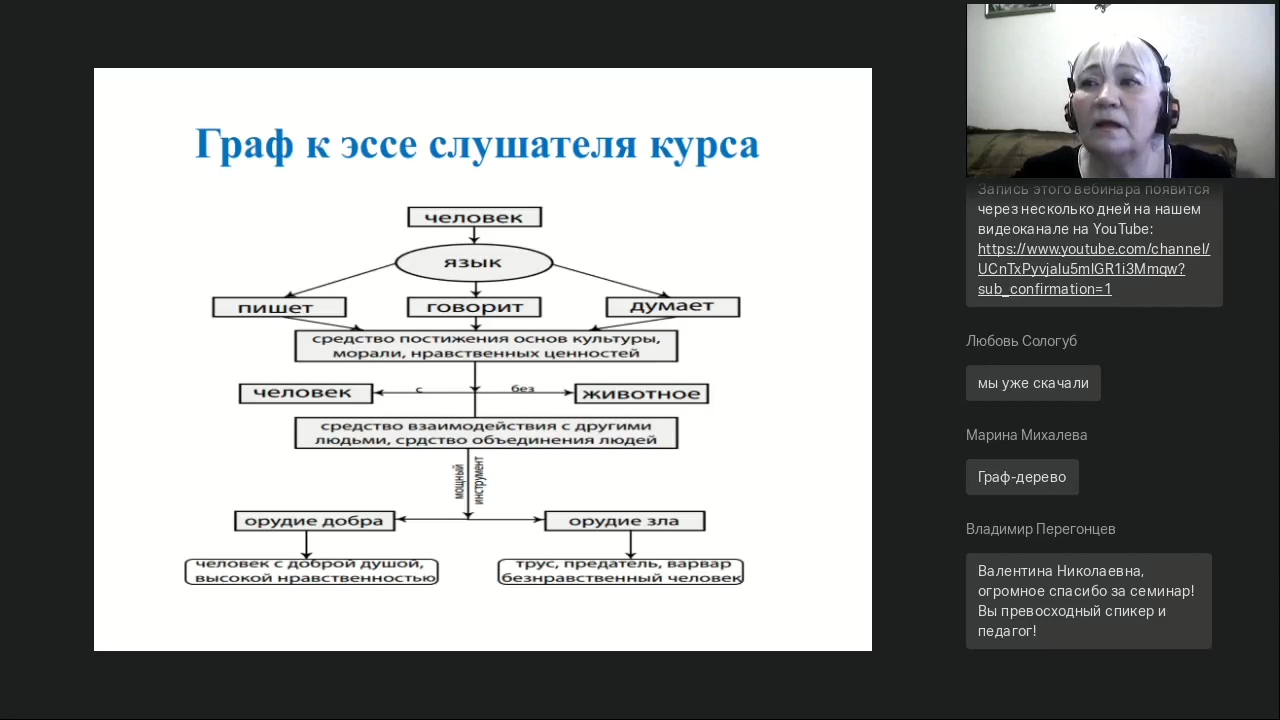 Граф к эссе слушателя курса
человек
язык
пишет
говорит
думает
средство постижения основ культуры,
морали, нравственных ценностей
человек
с
без
животное
средство взаимодействия с другими
людьми, срдство объединения людей
мощный
инструмент
орудие добра
орудие зла
человек с доброй душой,
высокой нравственностью
трус, предатель, варвар
безнравственный человек
Запись этого вебинара появится
через несколько дней на нашем
видеоканале на YouTube:
https://www.youtube.com/channel/
UCnTxPyvjaIu5mlGR1i3Mmqw?
sub_confirmation=1
Любовь Сологуб
мы уже скачали
Марина Михалева
Граф-дерево
Владимир Перегонцев
Валентина Николаевна,
огромное спасибо за семинар!
Вы превосходный спикер и
педагог!